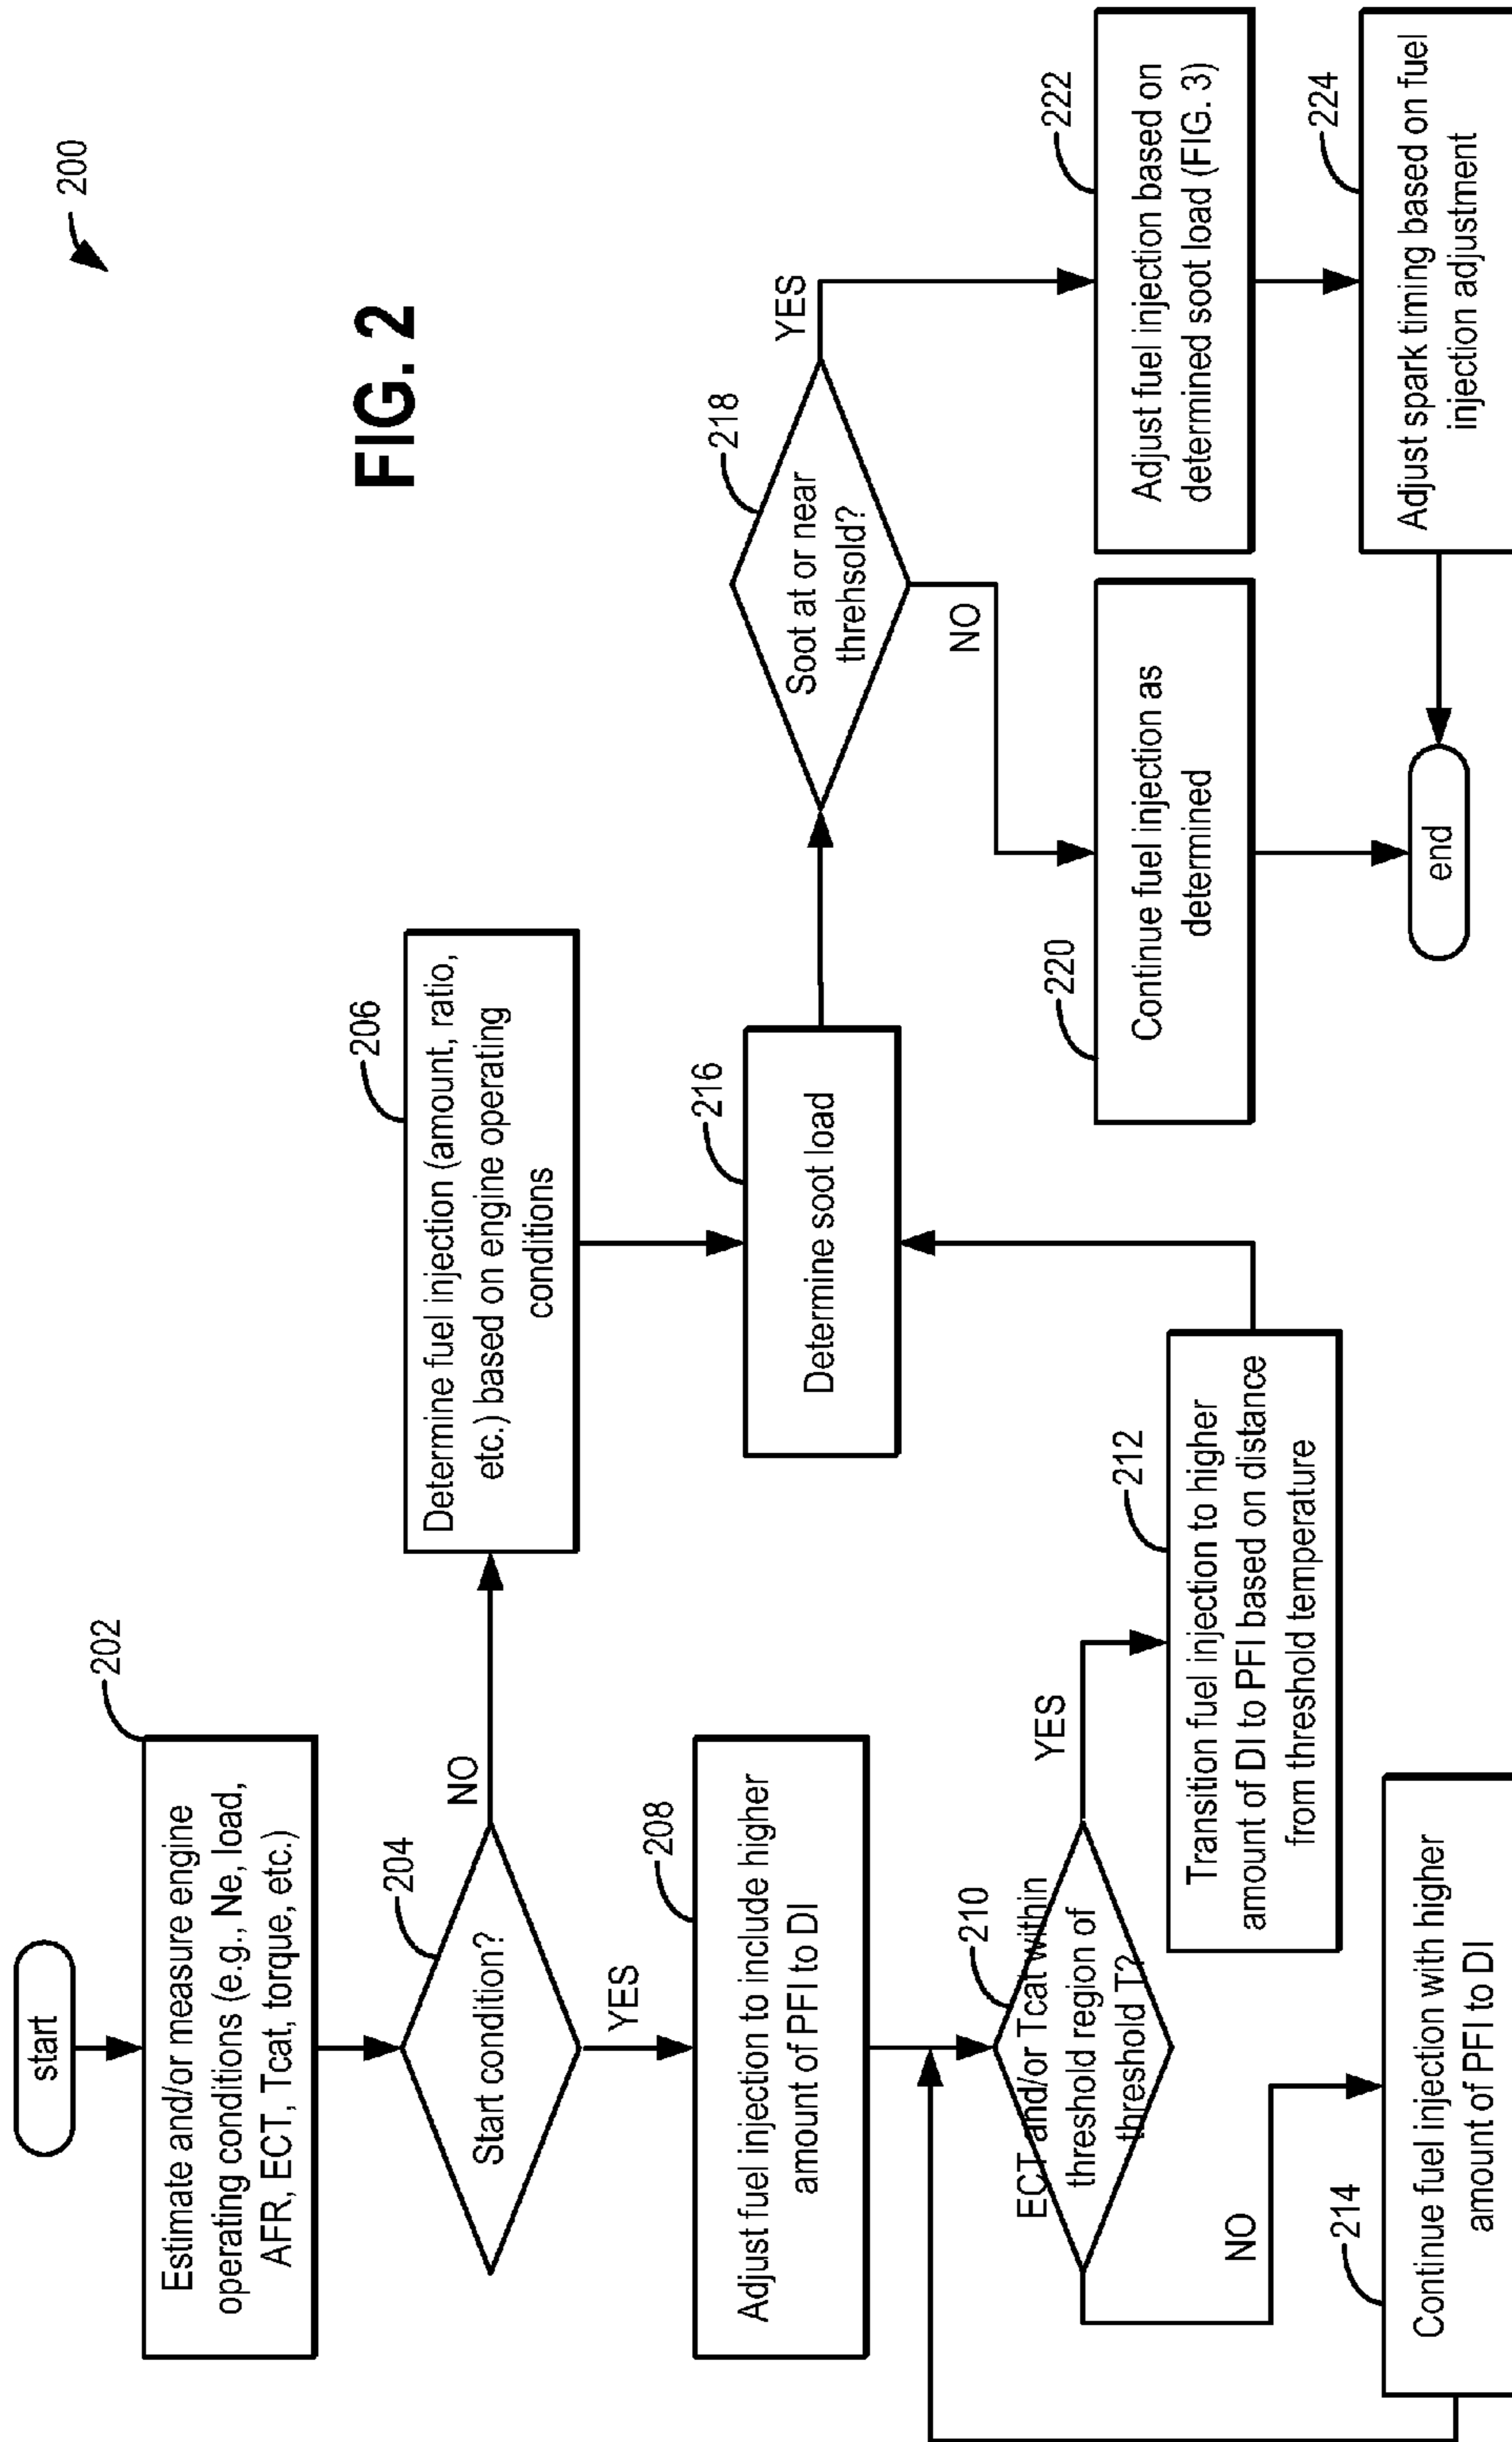 200
FIG. 2
start
202
Estimate and/or measure engine
operating conditions (e.g., Ne, load,
AFR, ECT, Tcat, torque, etc.)
204
Start condition?
NO
YES
206
Determine fuel injection (amount, ratio,
etc.) based on engine operating
conditions
208
Adjust fuel injection to include higher
amount of PFI to DI
210
ECT and/or Tcat within
threshold region of
threshold T?
YES
NO
212
Transition fuel injection to higher
amount of DI to PFI based on distance
from threshold temperature
214
Continue fuel injection with higher
amount of PFI to DI
216
Determine soot load
218
Soot at or near
threhsold?
YES
NO
220
Continue fuel injection as
determined
222
Adjust fuel injection based on
determined soot load (FIG. 3)
224
Adjust spark timing based on fuel
injection adjustment
end